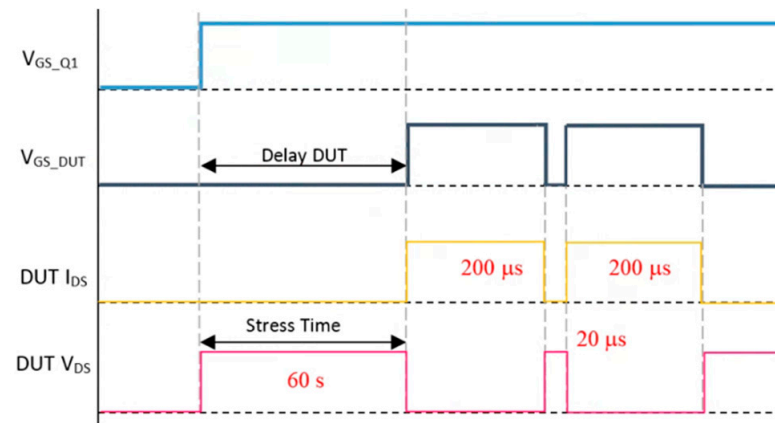 VGS_Q1
VGS_DUT
Delay DUT
DUT IDS
200 μs
200 μs
Stress Time
20 μs
DUT VDS
60 s